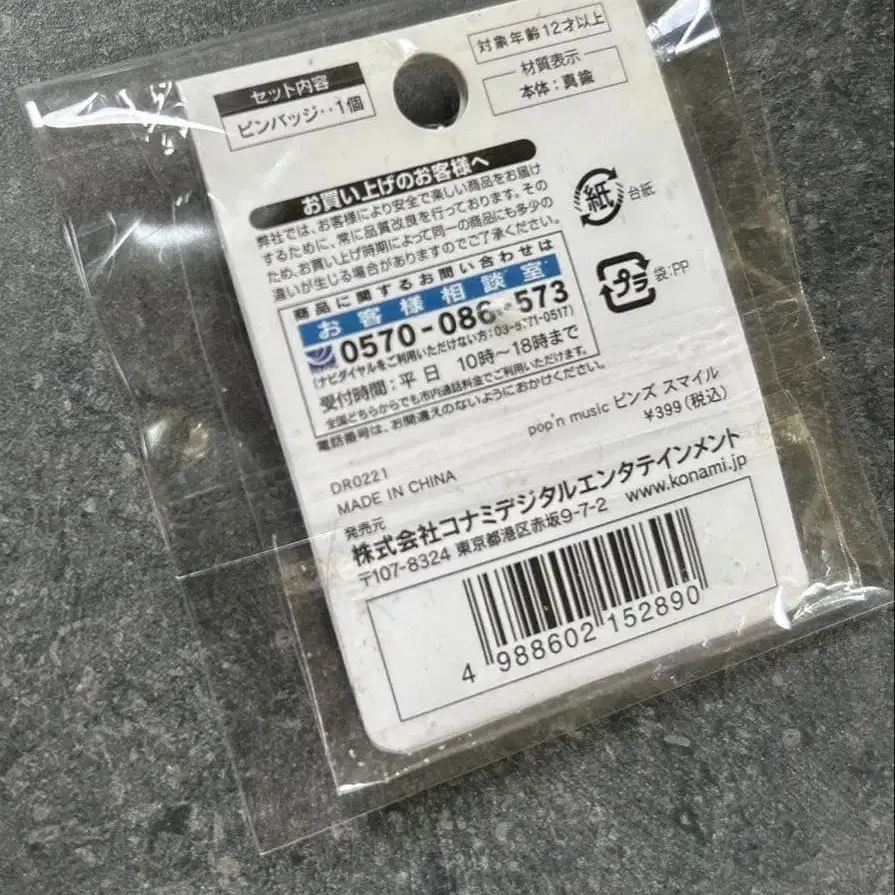 セット内容
ピンバッジ‥1個
対象年齢12才以上
材質表示
本体:真鍮
お買い上げのお客様へ
弊社では、お客様により安全で楽しい商品をお届け
するために、常に品質改良を行っております。その
ため、お買い上げ時期によって同一の商品にも多少の
違いが生じる場合がありますのでご了承ください。
紙
台紙
プラ
袋:PP
商品に関するお問い合わせは
お客様相談室
0570-086-573
(ナビダイヤルをご利用いただけない方:03-5771-0517)
受付時間:平日 10時〜18時まで
全国どちらからでも市内通話料金でご利用いただけます。
電話番号は、お間違えのないようにおかけください。
pop'n music ピンズ スマイル
¥399(税込)
DR0221
MADE IN CHINA
発売元
株式会社コナミデジタルエンタテインメント
〒107-8324 東京都港区赤坂9-7-2 www.konami.jp
4 988602 152890